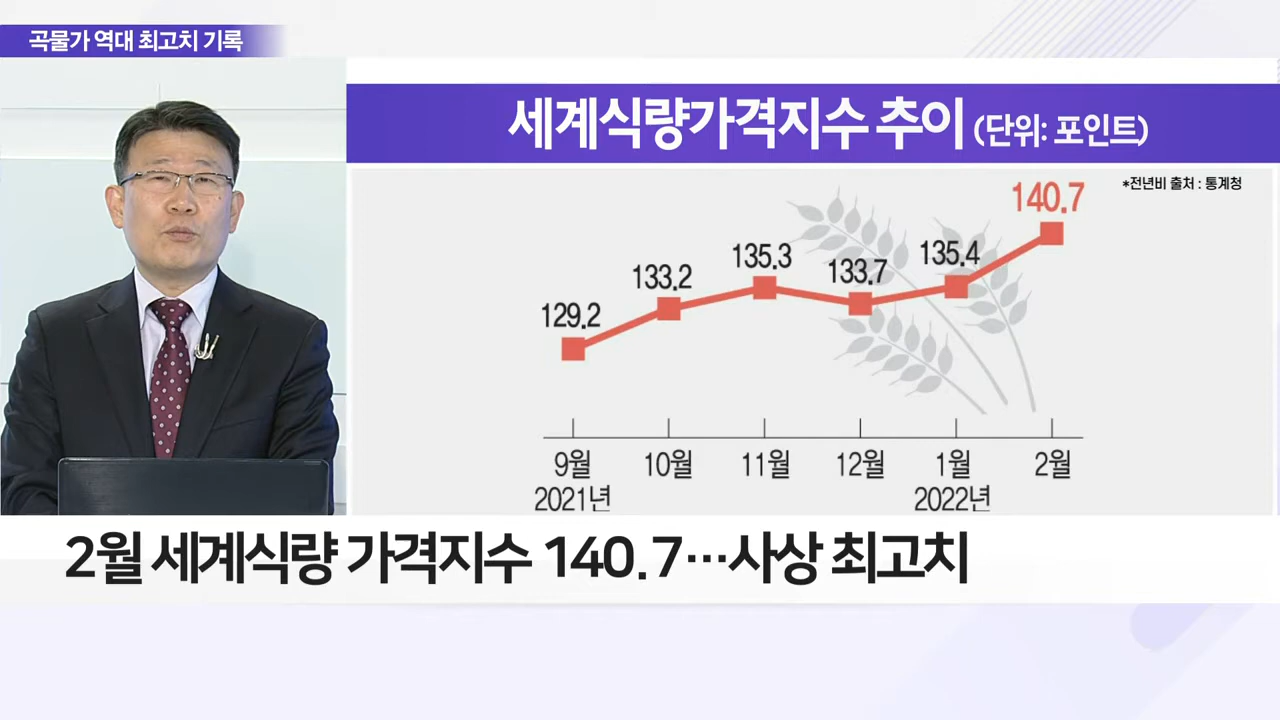 곡물가 역대 최고치 기록
세계식량가격지수 추이 (단위: 포인트)
*전년비 출처 : 통계청
140.7
135.4
135.3
133.7
133.2
129.2
9월 10월 11월 12월 1월 2월
2021년 2022년
2월 세계식량 가격지수 140.7…사상 최고치